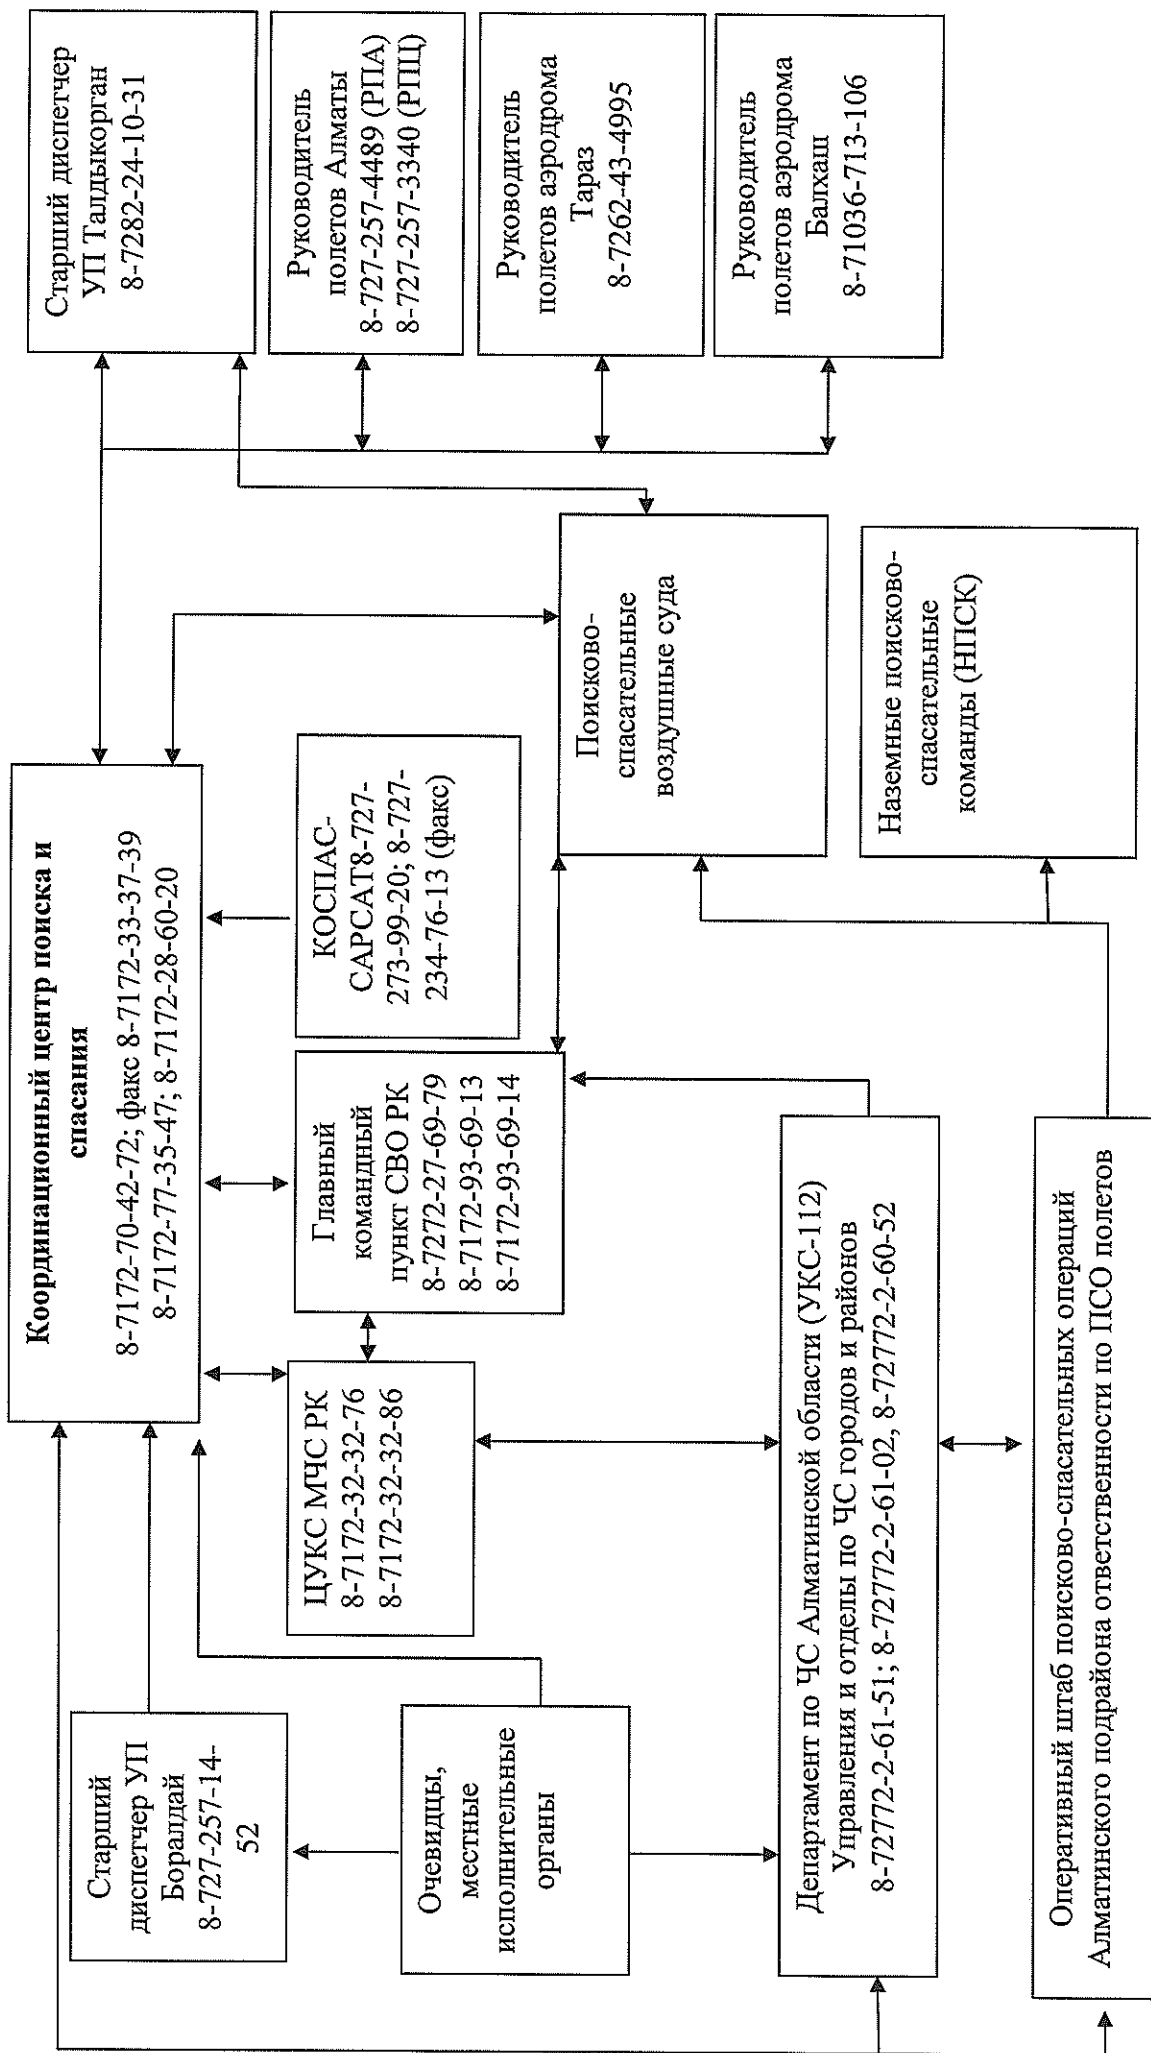 Координационный центр поиска и
спасания
8-7172-70-42-72; факс 8-7172-33-37-39
8-7172-77-35-47; 8-7172-28-60-20
Старший
диспетчер УП
Боралдай
8-727-257-14-
52
Очевидцы,
местные
исполнительные
органы
ЦУКС МЧС РК
8-7172-32-32-76
8-7172-32-32-86
Главный
командный
пункт СВО РК
8-7272-27-69-79
8-7172-93-69-13
8-7172-93-69-14
КОСПАС-
САРСАТ8-727-
273-99-20; 8-727-
234-76-13 (факс)
Старший диспетчер
УП Талдыкорган
8-7282-24-10-31
Руководитель
полетов Алматы
8-727-257-4489 (РПА)
8-727-257-3340 (РПЦ)
Руководитель
полетов аэродрома
Тараз
8-7262-43-4995
Руководитель
полетов аэродрома
Балхаш
8-71036-713-106
Поисково-
спасательные
воздушные суда
Наземные поисково-
спасательные
команды (НПСК)
Департамент по ЧС Алматинской области (УКС-112)
Управления и отделы по ЧС городов и районов
8-72772-2-61-51; 8-72772-2-61-02, 8-72772-2-60-52
Оперативный штаб поисково-спасательных операций
Алматинского подрайона ответственности по ПСО полетов